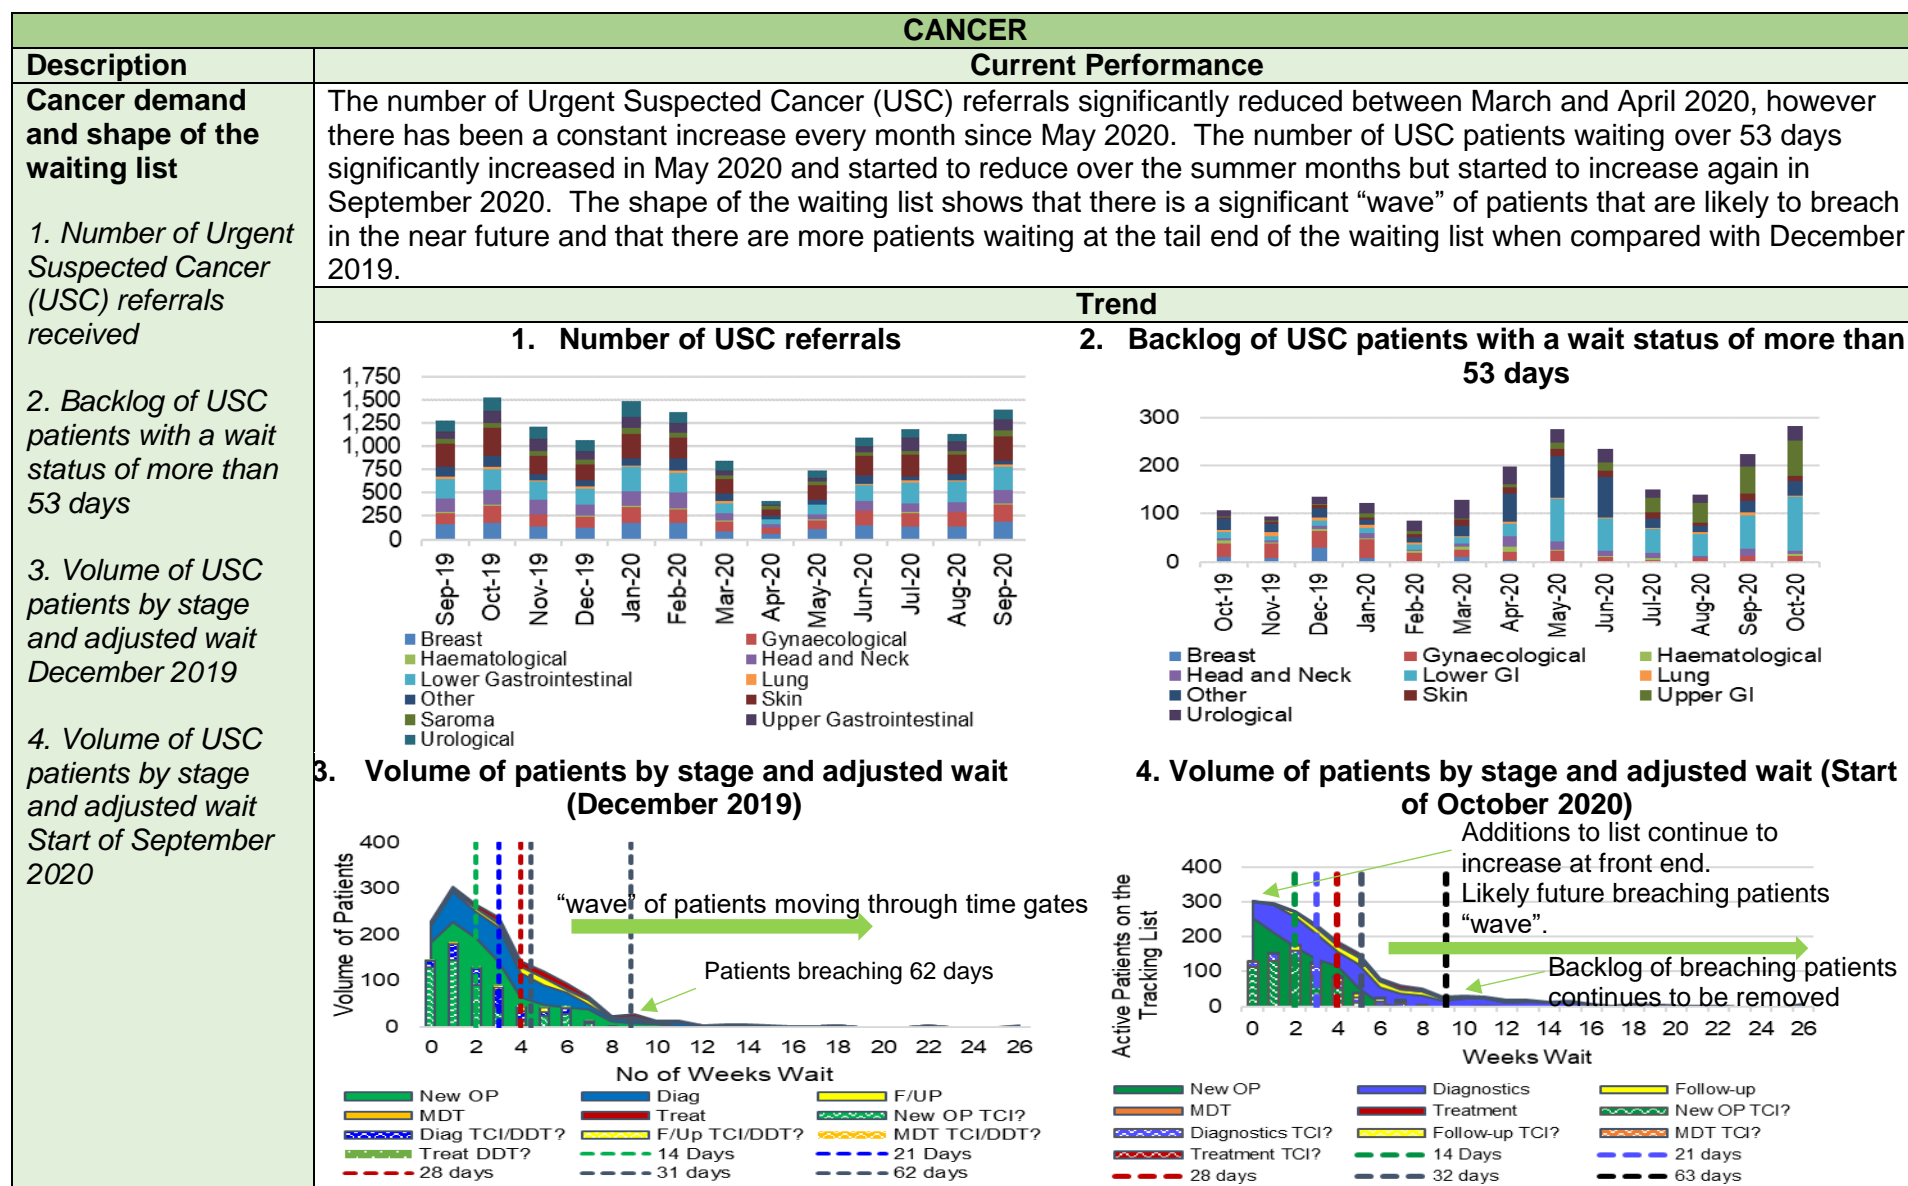 CANCER
Description
Current Performance
Cancer demand
and shape of the
waiting list
1. Number of Urgent
Suspected Cancer
(USC) referrals
received
2. Backlog of USC
patients with a wait
status of more than
53 days
3. Volume of USC
patients by stage
and adjusted wait
December 2019
4. Volume of USC
patients by stage
and adjusted wait
Start of September
2020
The number of Urgent Suspected Cancer (USC) referrals significantly reduced between March and April 2020, however
there has been a constant increase every month since May 2020. The number of USC patients waiting over 53 days
significantly increased in May 2020 and started to reduce over the summer months but started to increase again in
September 2020. The shape of the waiting list shows that there is a significant “wave” of patients that are likely to breach
in the near future and that there are more patients waiting at the tail end of the waiting list when compared with December
2019.
Trend
1. Number of USC referrals
1,750
1,500
1,250
1,000
750
500
250
0
Sep-19
Oct-19
Nov-19
Dec-19
Jan-20
Feb-20
Mar-20
Apr-20
May-20
Jun-20
Jul-20
Aug-20
Sep-20
Breast
Gynaecological
Haematological
Head and Neck
Lower Gastrointestinal
Lung
Other
Skin
Saroma
Upper Gastrointestinal
Urological
2. Backlog of USC patients with a wait status of more than
53 days
300
200
100
0
Oct-19
Nov-19
Dec-19
Jan-20
Feb-20
Mar-20
Apr-20
May-20
Jun-20
Jul-20
Aug-20
Sep-20
Oct-20
Breast
Gynaecological
Haematological
Head and Neck
Lower GI
Lung
Other
Skin
Upper GI
Urological
3. Volume of patients by stage and adjusted wait
(December 2019)
Volume of Patients
400
300
200
100
0
“wave” of patients moving through time gates
Patients breaching 62 days
0 2 4 6 8 10 12 14 16 18 20 22 24 26
No of Weeks Wait
New OP
Diag
F/UP
MDT
Treat
New OP TCI?
Diag TCI/DDT?
F/Up TCI/DDT?
MDT TCI/DDT?
Treat DDT?
14 Days
21 Days
28 days
31 days
62 days
4. Volume of patients by stage and adjusted wait (Start
of October 2020)
Additions to list continue to
increase at front end.
Likely future breaching patients
“wave”.
Backlog of breaching patients
continues to be removed
Active Patients on the
Tracking List
400
300
200
100
0
0 2 4 6 8 10 12 14 16 18 20 22 24 26
Weeks Wait
New OP
Diagnostics
Follow-up
MDT
Treatment
New OP TCI?
Diagnostics TCI?
Follow-up TCI?
MDT TCI?
Treatment TCI?
14 Days
21 days
28 days
32 days
63 days